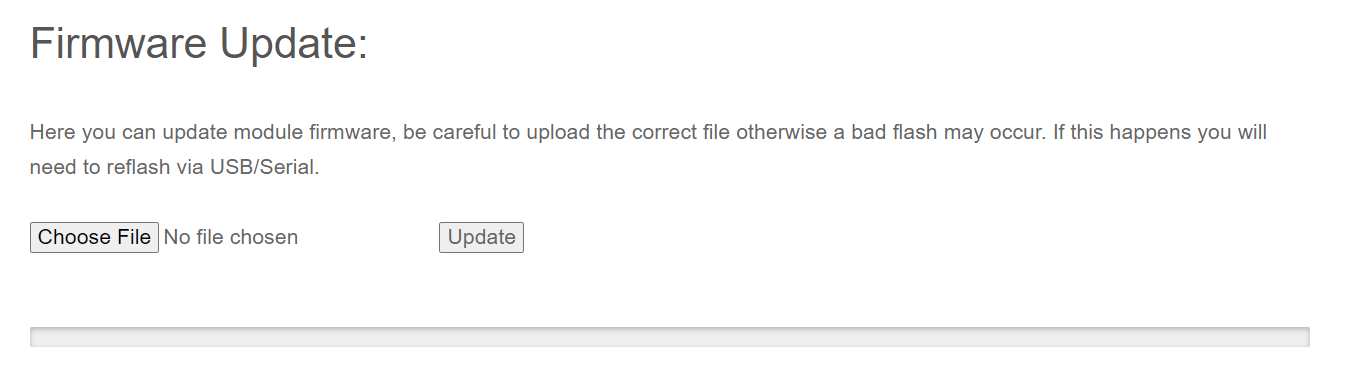 Firmware Update:
Here you can update module firmware, be careful to upload the correct file otherwise a bad flash may occur. If this happens you will
need to reflash via USB/Serial.
Choose File No file chosen Update